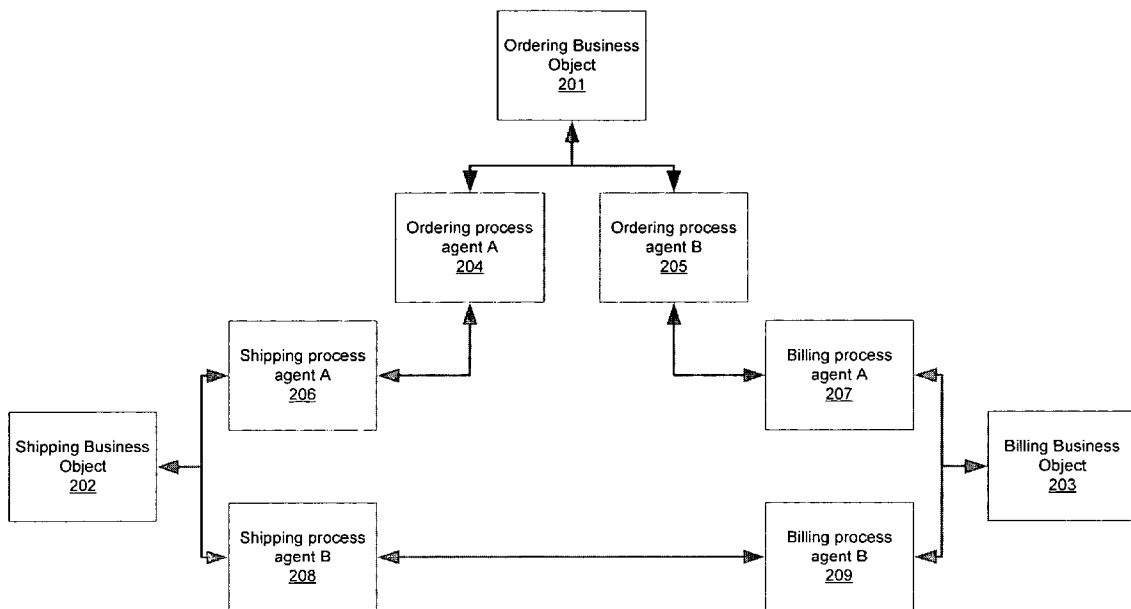 Ordering Business
Object
201
Ordering process
agent A
204
Ordering process
agent B
205
Shipping process
agent A
206
Billing process
agent A
207
Shipping Business
Object
202
Billing Business
Object
203
Shipping process
agent B
208
Billing process
agent B
209